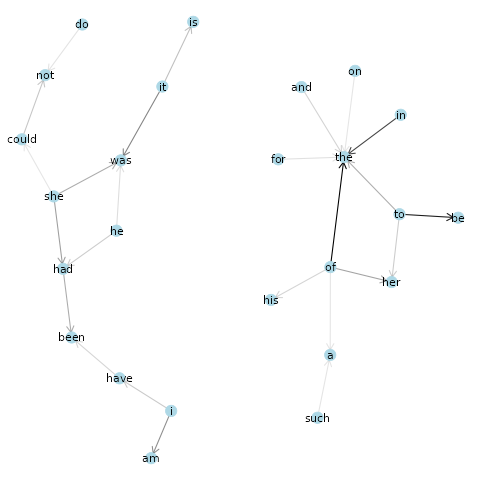 do
is
on
not
it
and
in
could
was
for
the
she
to
be
he
had
of
her
his
been
a
have
i
such
am